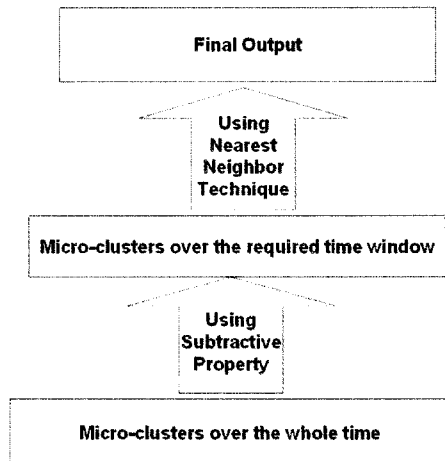 Final Output
Using
Nearest
Neighbor
Technique
Micro-clusters over the required time window
Using
Subtractive
Property
Micro-clusters over the whole time